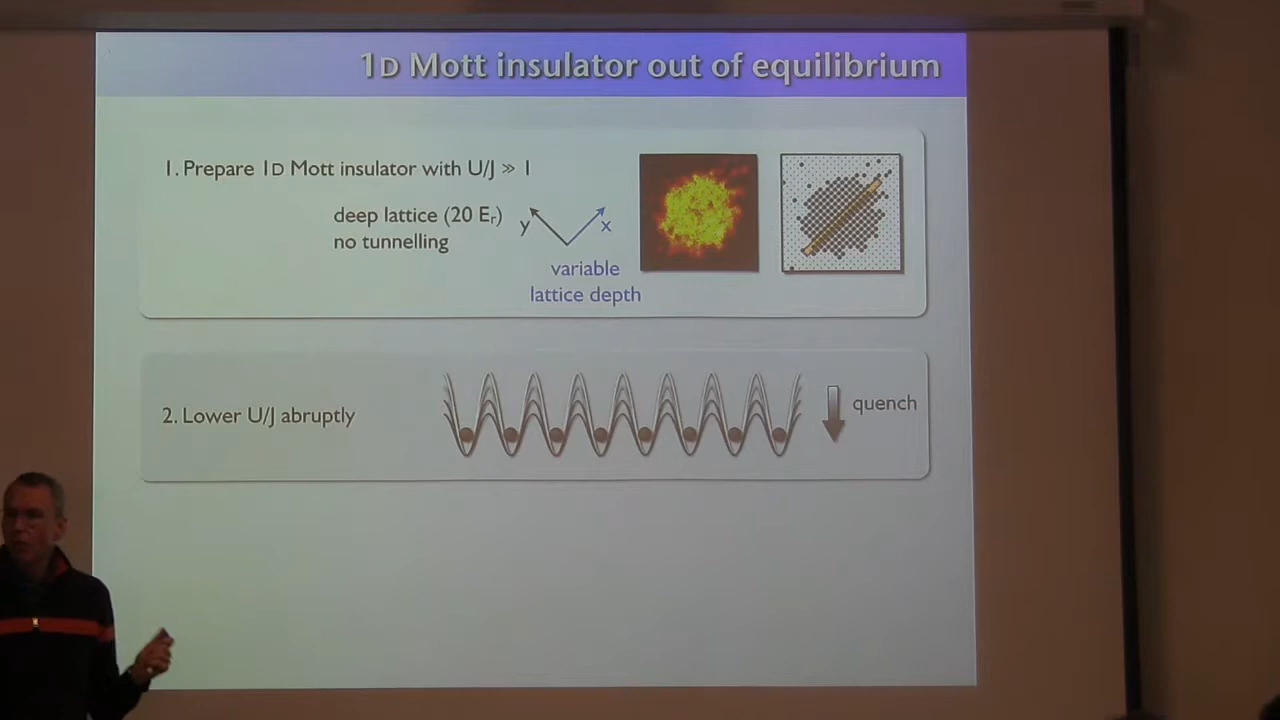 1D Mott insulator out of equilibrium
1. Prepare 1D Mott insulator with U/J ≫ 1
deep lattice (20 Er)
no tunnelling
y
x
variable
lattice depth
2. Lower U/J abruptly
quench